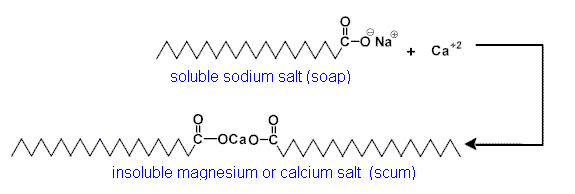 O
C–O⊖ Na⊕ + Ca+2
soluble sodium salt (soap)
O O
C–OCaO–C
insoluble magnesium or calcium salt (scum)